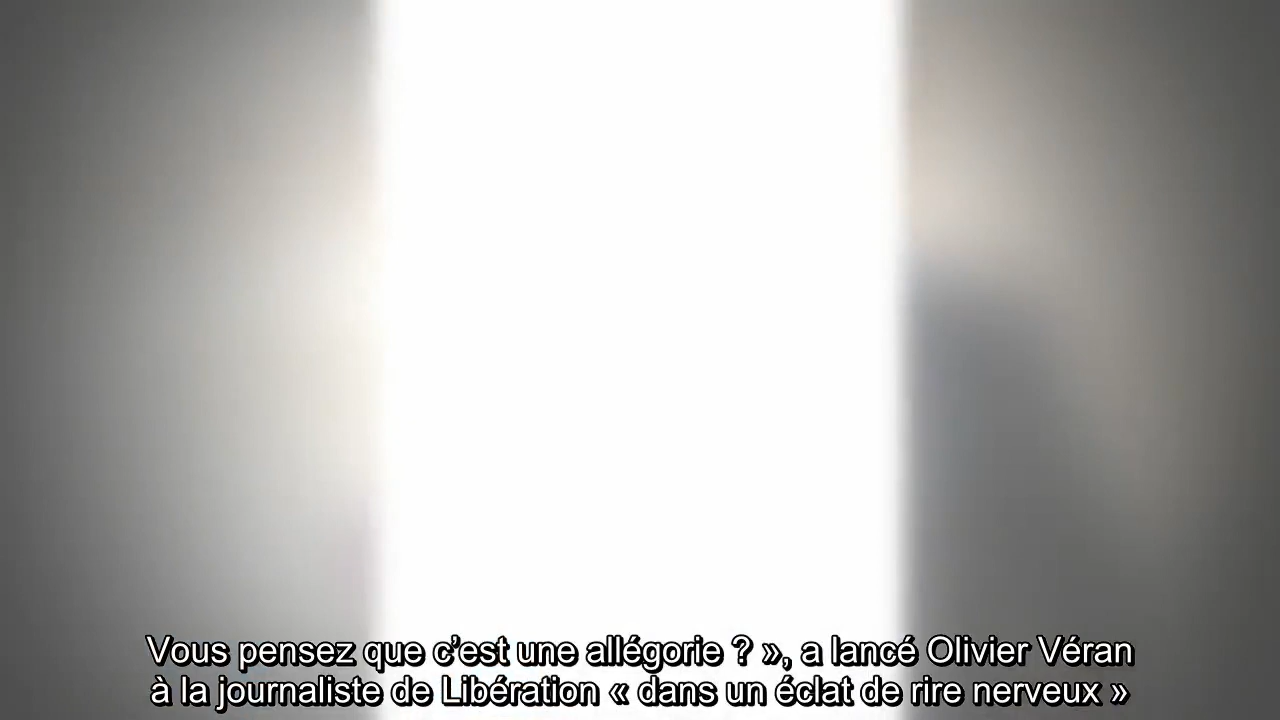 Vous pensez que c’est une allégorie ? », a lancé Olivier Véran
à la journaliste de Libération « dans un éclat de rire nerveux »